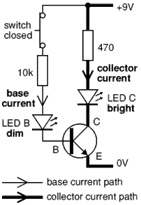 +9V
switch
closed
470
10k
collector
current
base
current
LED C
bright
LED B
dim
C
B
E
0V
base current path
collector current path